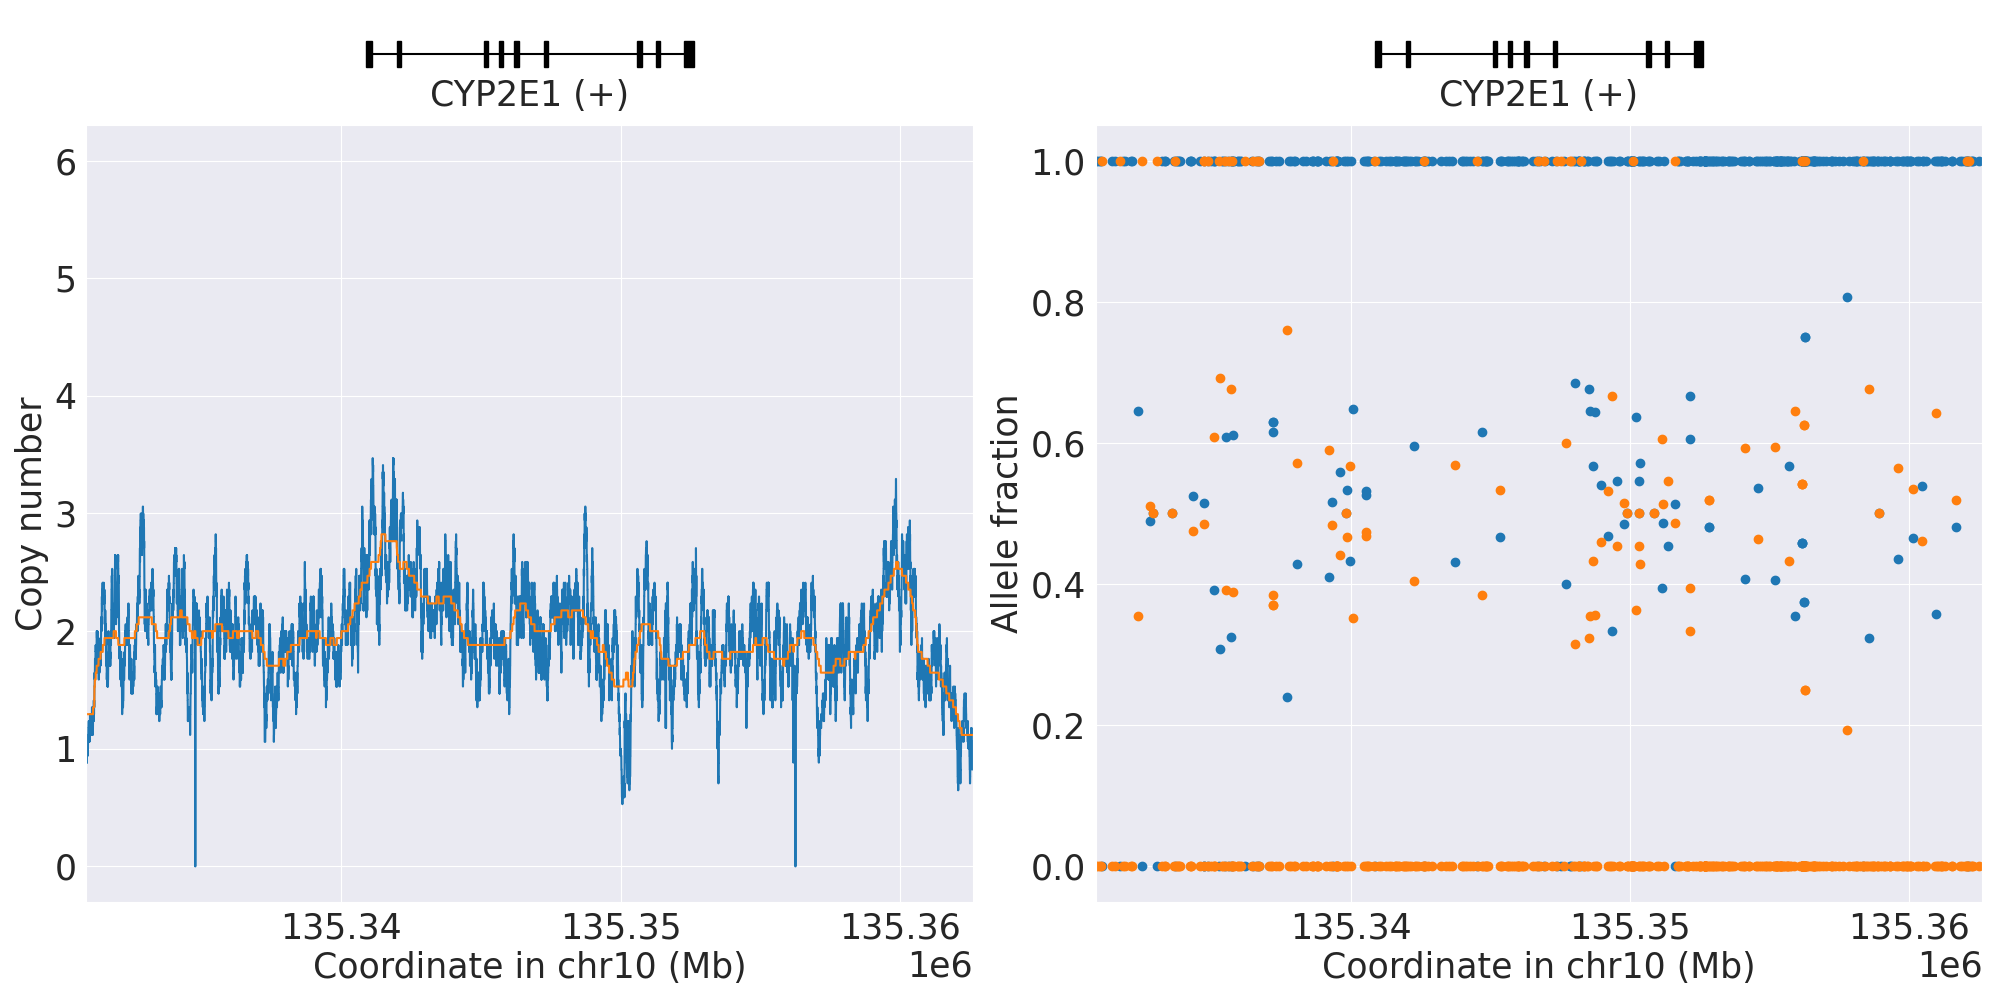 CYP2E1 (+)
6
5
4
3
2
1
0
Copy number
135.34 135.35 135.36
Coordinate in chr10 (Mb)
1e6
CYP2E1 (+)
1.0
0.8
0.6
0.4
0.2
0.0
Allele fraction
135.34 135.35 135.36
Coordinate in chr10 (Mb)
1e6